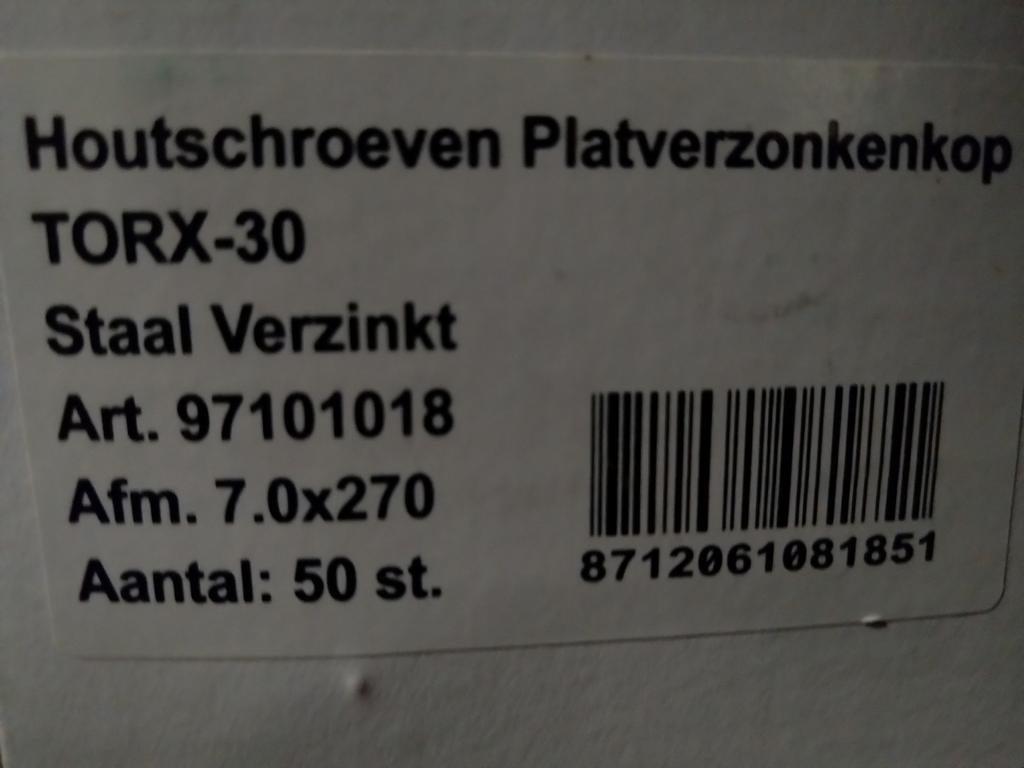 Houtschroeven Platverzonkenkop
TORX-30
Staal Verzinkt
Art. 97101018
Afm. 7.0x270
Aantal: 50 st.
8712061081851